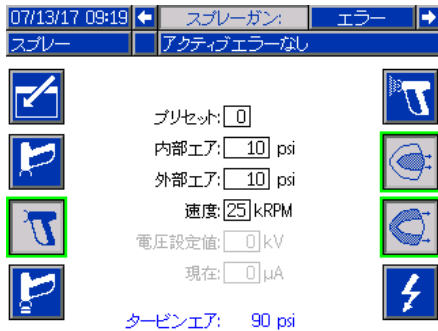 07/13/17 09:19 スプレーガン: エラー
スプレー アクティブエラーなし
プリセット: 0
内部エア: 10 psi
外部エア: 10 psi
速度: 25 kRPM
電圧設定値: 0 kV
現在: 0 μA
タービンエア: 90 psi